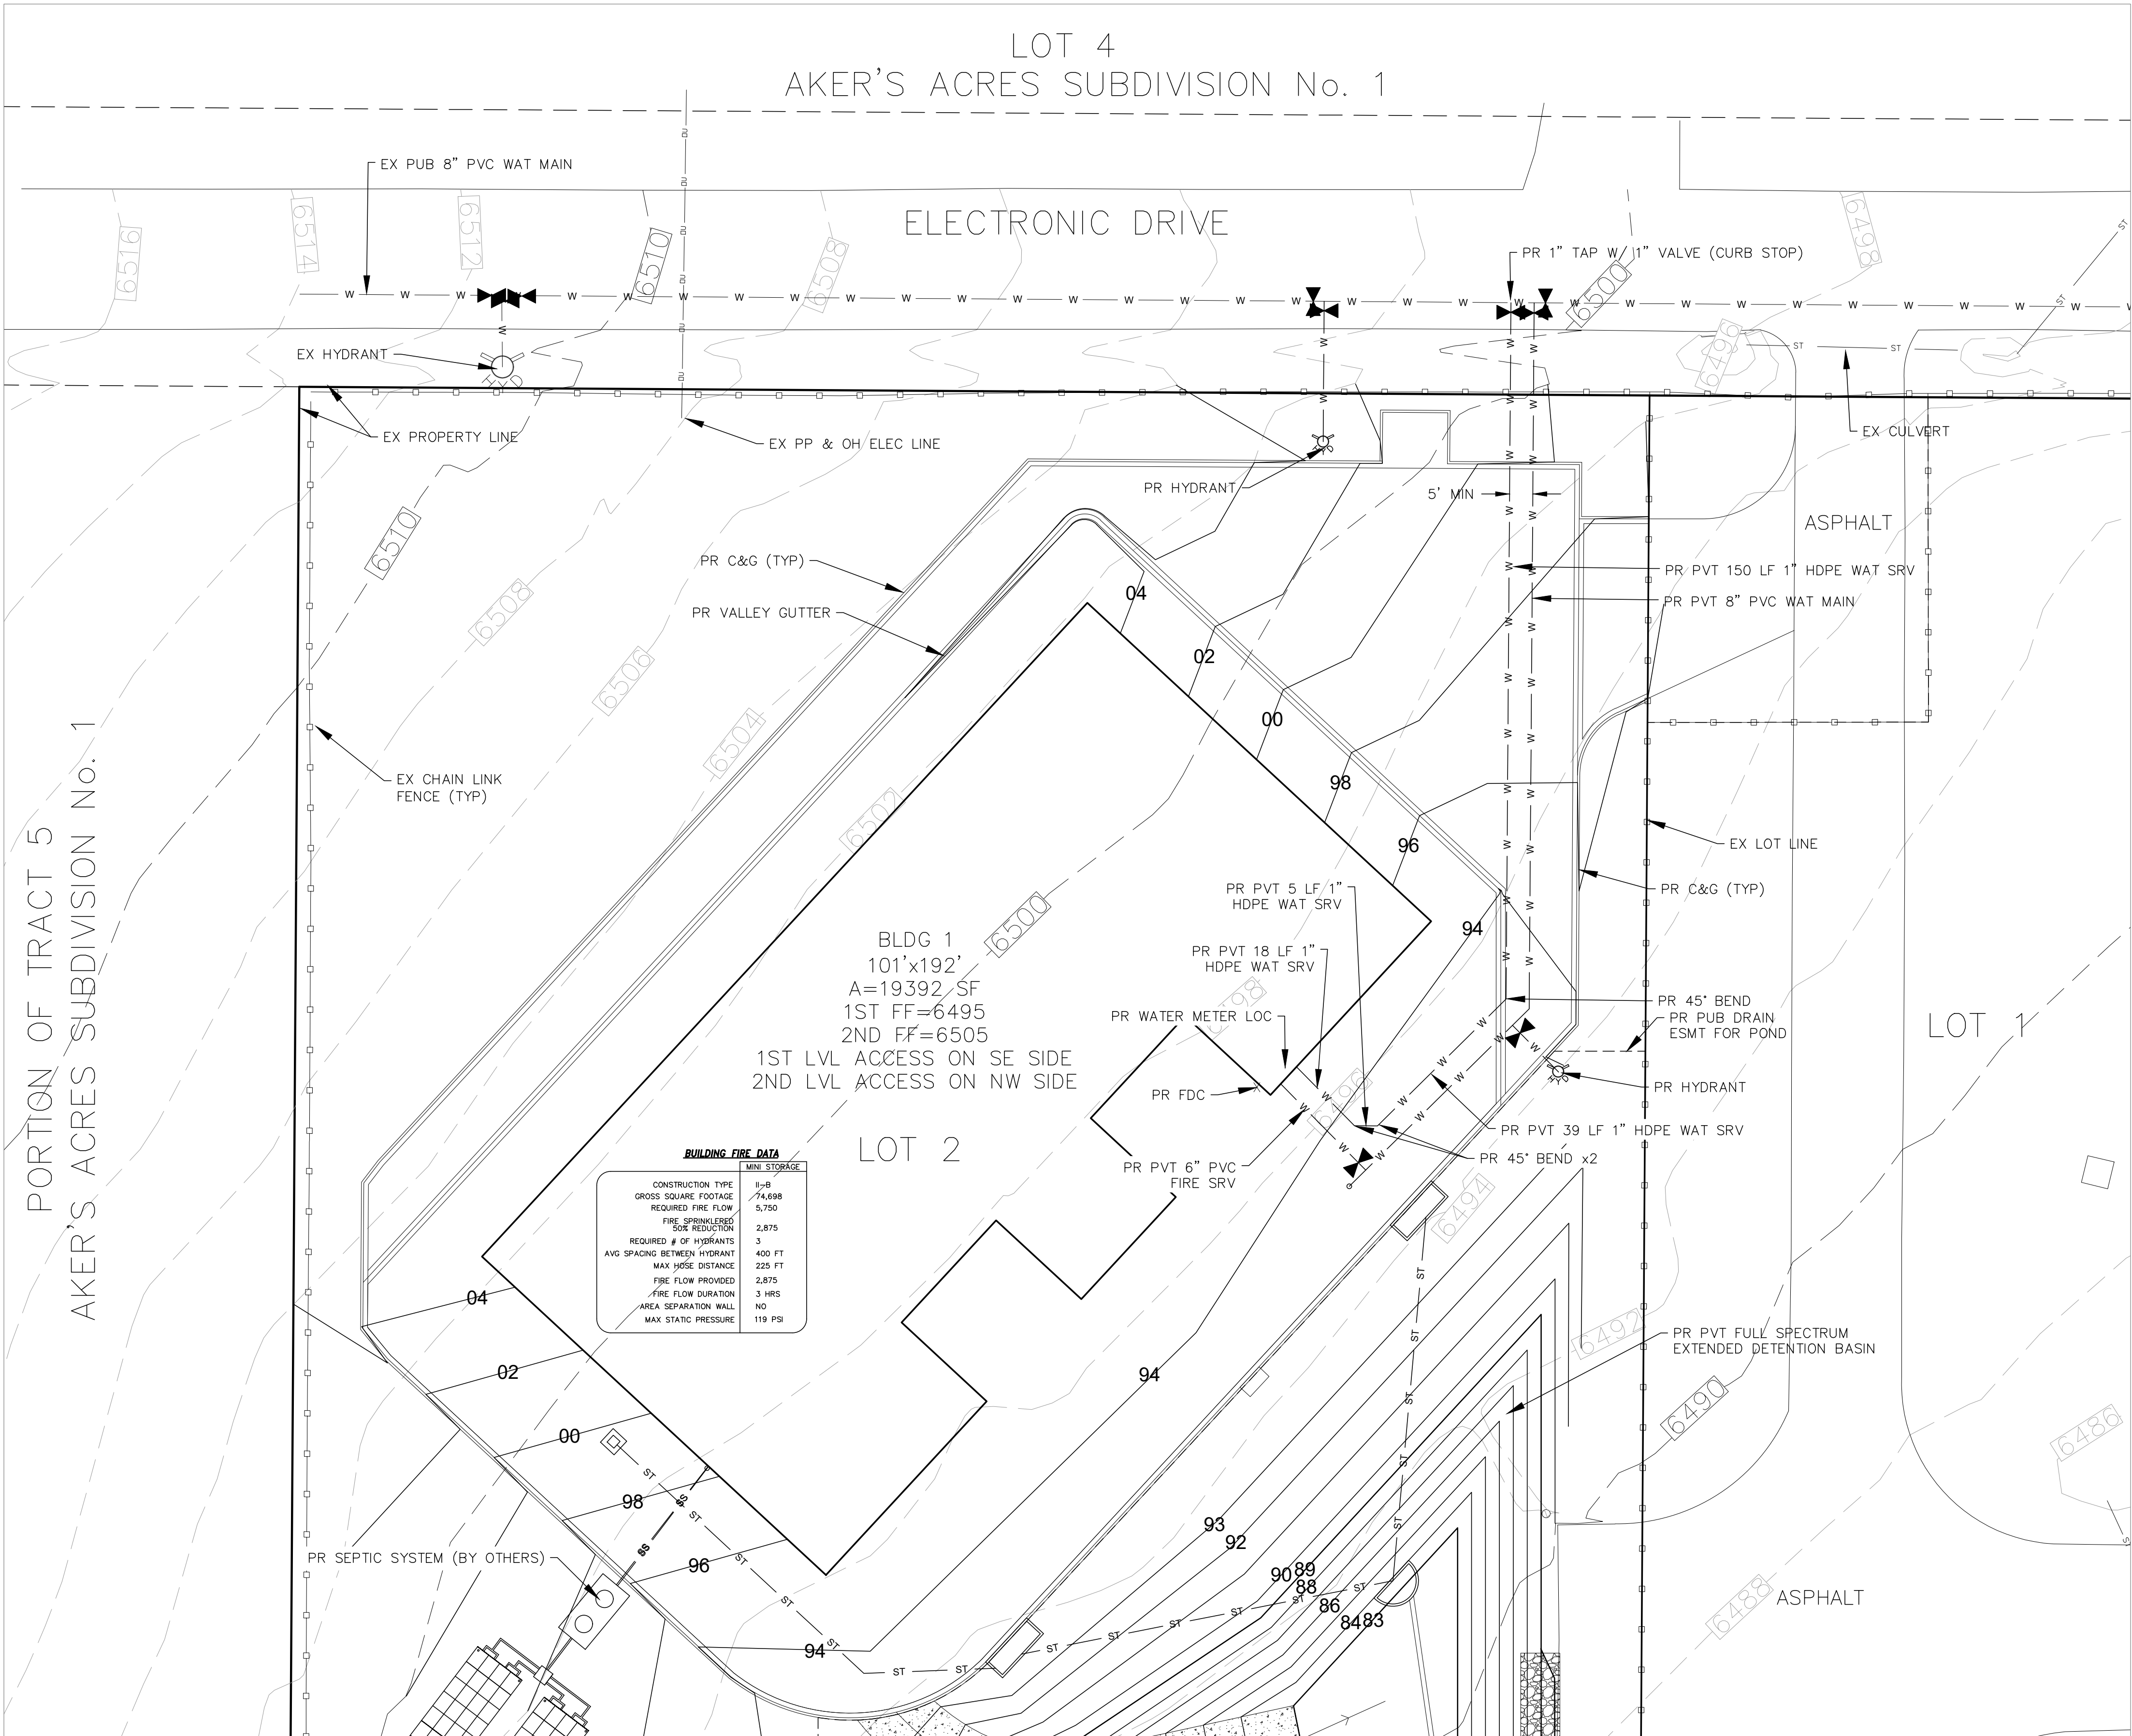 LOT 4
AKER'S ACRES SUBDIVISION No. 1
EX PUB 8" PVC WAT MAIN
ELECTRONIC DRIVE
6516
6514
6512
6510
6508
PR 1" TAP W/ 1" VALVE (CURB STOP)
6500
6498
6496
EX HYDRANT
HYD
EX PROPERTY LINE
EX PP & OH ELEC LINE
PR HYDRANT
5' MIN
EX CULVERT
ASPHALT
6510
6508
6506
6504
6502
6500
6498
6496
6494
6492
6490
6488
6486
PR C&G (TYP)
PR VALLEY GUTTER
PR PVT 150 LF 1" HDPE WAT SRV
PR PVT 8" PVC WAT MAIN
04
02
00
98
96
94
EX CHAIN LINK
FENCE (TYP)
PORTION OF TRACT 5
AKER'S ACRES SUBDIVISION No. 1
EX LOT LINE
PR C&G (TYP)
PR PVT 5 LF 1"
HDPE WAT SRV
PR PVT 18 LF 1"
HDPE WAT SRV
PR WATER METER LOC
PR FDC
PR PVT 6" PVC
FIRE SRV
BLDG 1
101'x192'
A=19392 SF
1ST FF=6495
2ND FF=6505
1ST LVL ACCESS ON SE SIDE
2ND LVL ACCESS ON NW SIDE
LOT 2
PR 45° BEND
PR PUB DRAIN
ESMT FOR POND
LOT 1
PR HYDRANT
HYD
PR PVT 39 LF 1" HDPE WAT SRV
PR 45° BEND x2
BUILDING FIRE DATA
MINI STORAGE
CONSTRUCTION TYPE II-B
GROSS SQUARE FOOTAGE 74,698
REQUIRED FIRE FLOW 5,750
FIRE SPRINKLERED
50% REDUCTION 2,875
REQUIRED # OF HYDRANTS 3
AVG SPACING BETWEEN HYDRANT 400 FT
MAX HOSE DISTANCE 225 FT
FIRE FLOW PROVIDED 2,875
FIRE FLOW DURATION 3 HRS
AREA SEPARATION WALL NO
MAX STATIC PRESSURE 119 PSI
PR PVT FULL SPECTRUM
EXTENDED DETENTION BASIN
04
02
00
98
96
94
94
93
92
90
89
88
86
84
83
PR SEPTIC SYSTEM (BY OTHERS)
ASPHALT